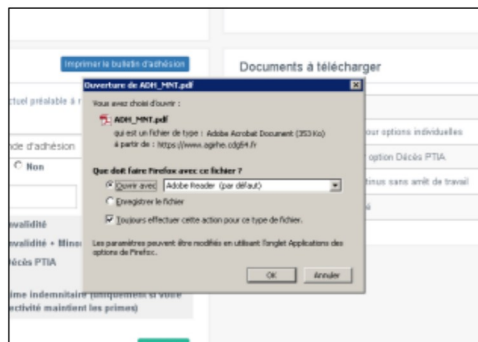 Imprimer le bulletin d'adhésion
Documents à télécharger
Ouverture de ADH_MNT.pdf
Vous avez choisi d'ouvrir :
ADH_MNT.pdf
qui est un fichier de type : Adobe Acrobat Document (353 Ko)
à partir de : https://www.agirhe.cdg64.fr
Que doit faire Firefox avec ce fichier ?
Ouvrir avec Adobe Reader (par défaut)
Enregistrer le fichier
Toujours effectuer cette action pour ce type de fichier.
Les paramètres peuvent être modifiés en utilisant l'onglet Applications des
options de Firefox.
OK Annuler
ctuel préalable à
de d'adhésion
Non
our options individuelles
option Décès PTIA
tinus sans arrêt de travail
nvalidité
nvalidité +
écès PTIA
ime indemnitaire (uniquement si votre
ectivité maintient les primes)